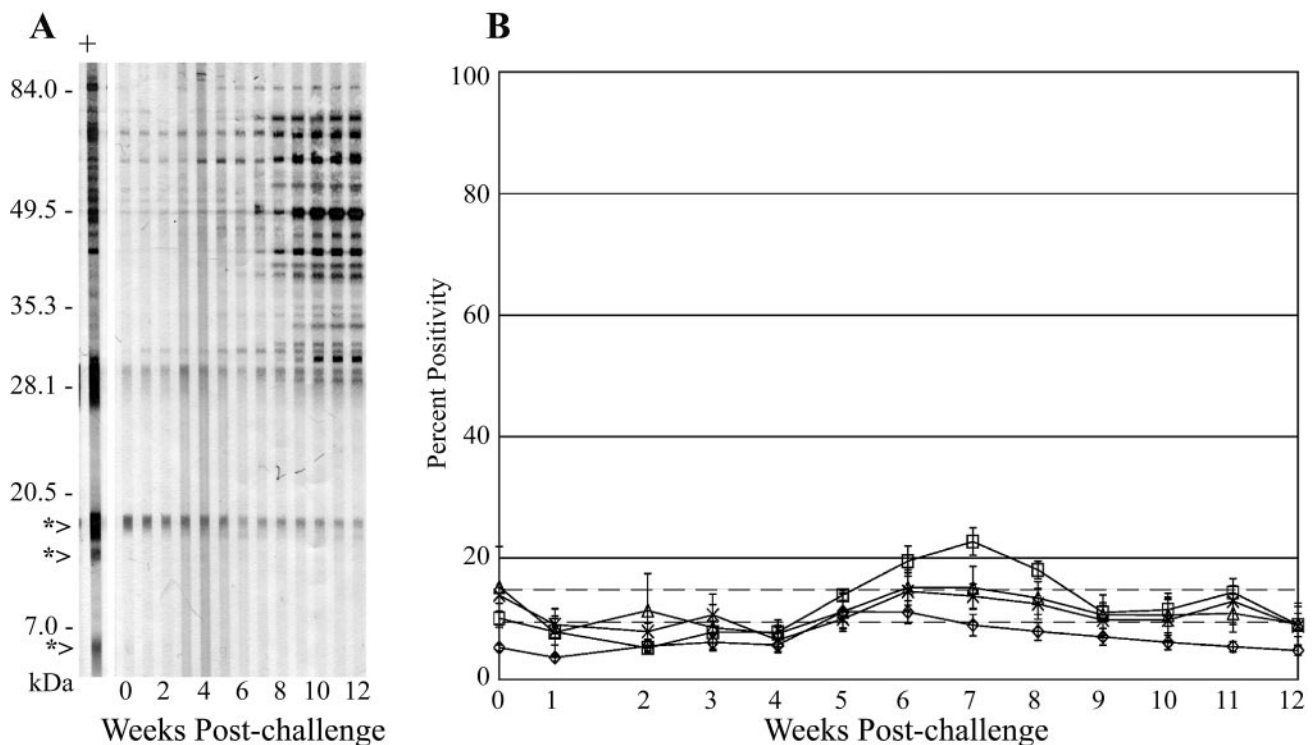 A
+
84.0 -
49.5 -
35.3 -
28.1 -
20.5 -
*>
*>
7.0 -
*>
kDa
0 2 4 6 8 10 12
Weeks Post-challenge
B
Percent Positivity
100
80
60
40
20
0
0 1 2 3 4 5 6 7 8 9 10 11 12
Weeks Post-challenge